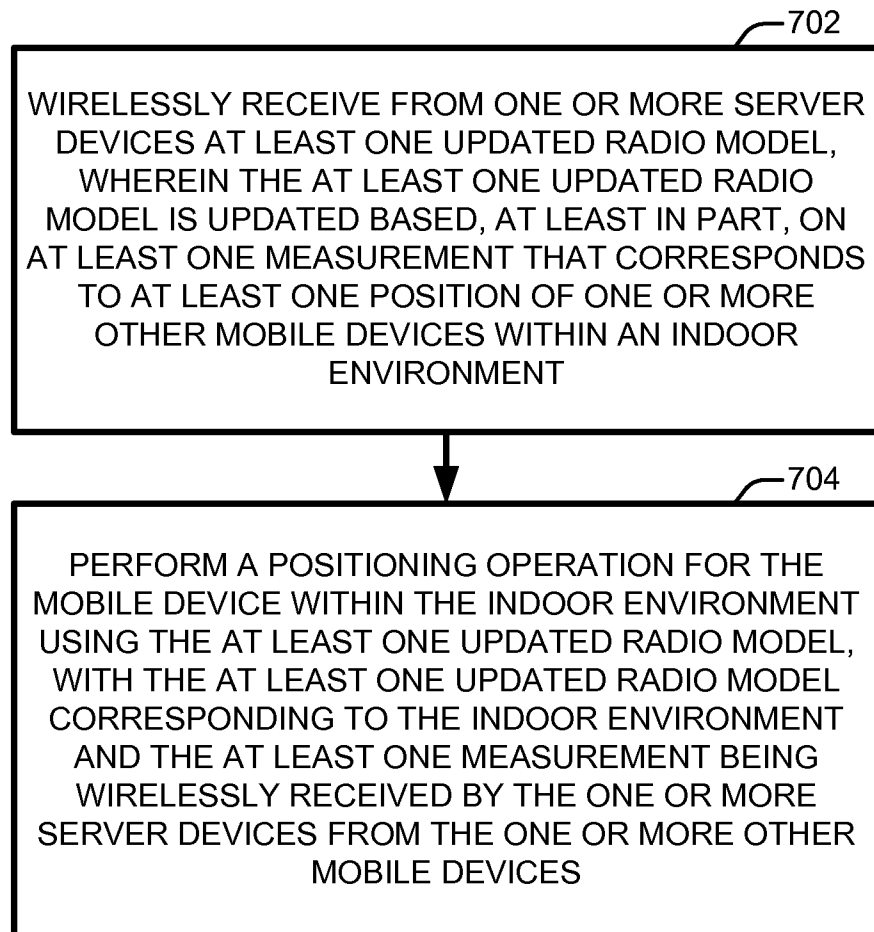 702
WIRELESSLY RECEIVE FROM ONE OR MORE SERVER
DEVICES AT LEAST ONE UPDATED RADIO MODEL,
WHEREIN THE AT LEAST ONE UPDATED RADIO
MODEL IS UPDATED BASED, AT LEAST IN PART, ON
AT LEAST ONE MEASUREMENT THAT CORRESPONDS
TO AT LEAST ONE POSITION OF ONE OR MORE
OTHER MOBILE DEVICES WITHIN AN INDOOR
ENVIRONMENT
704
PERFORM A POSITIONING OPERATION FOR THE
MOBILE DEVICE WITHIN THE INDOOR ENVIRONMENT
USING THE AT LEAST ONE UPDATED RADIO MODEL,
WITH THE AT LEAST ONE UPDATED RADIO MODEL
CORRESPONDING TO THE INDOOR ENVIRONMENT
AND THE AT LEAST ONE MEASUREMENT BEING
WIRELESSLY RECEIVED BY THE ONE OR MORE
SERVER DEVICES FROM THE ONE OR MORE OTHER
MOBILE DEVICES